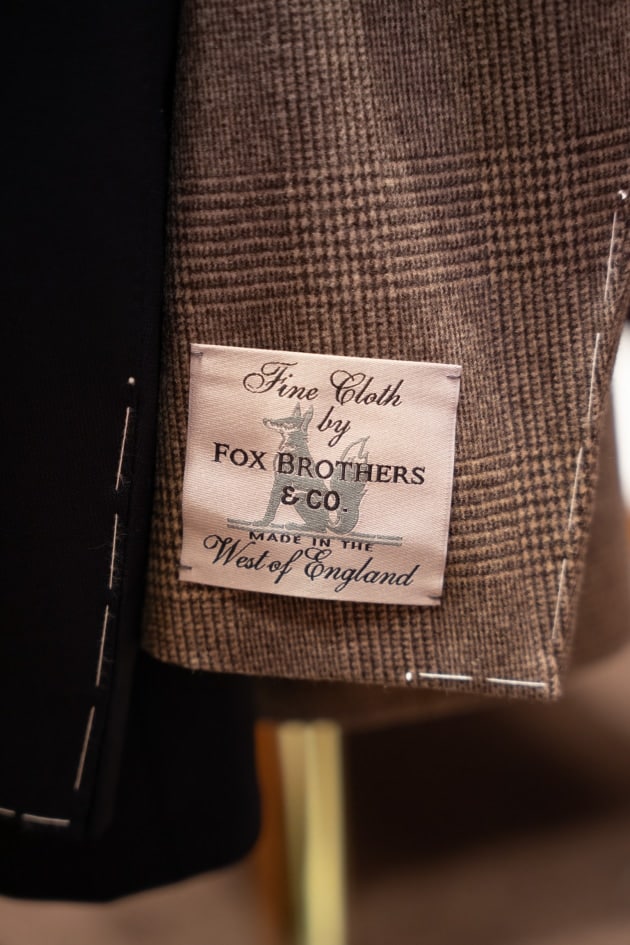 Fine Cloth
by
FOX BROTHERS
& CO.
MADE IN THE
West of England